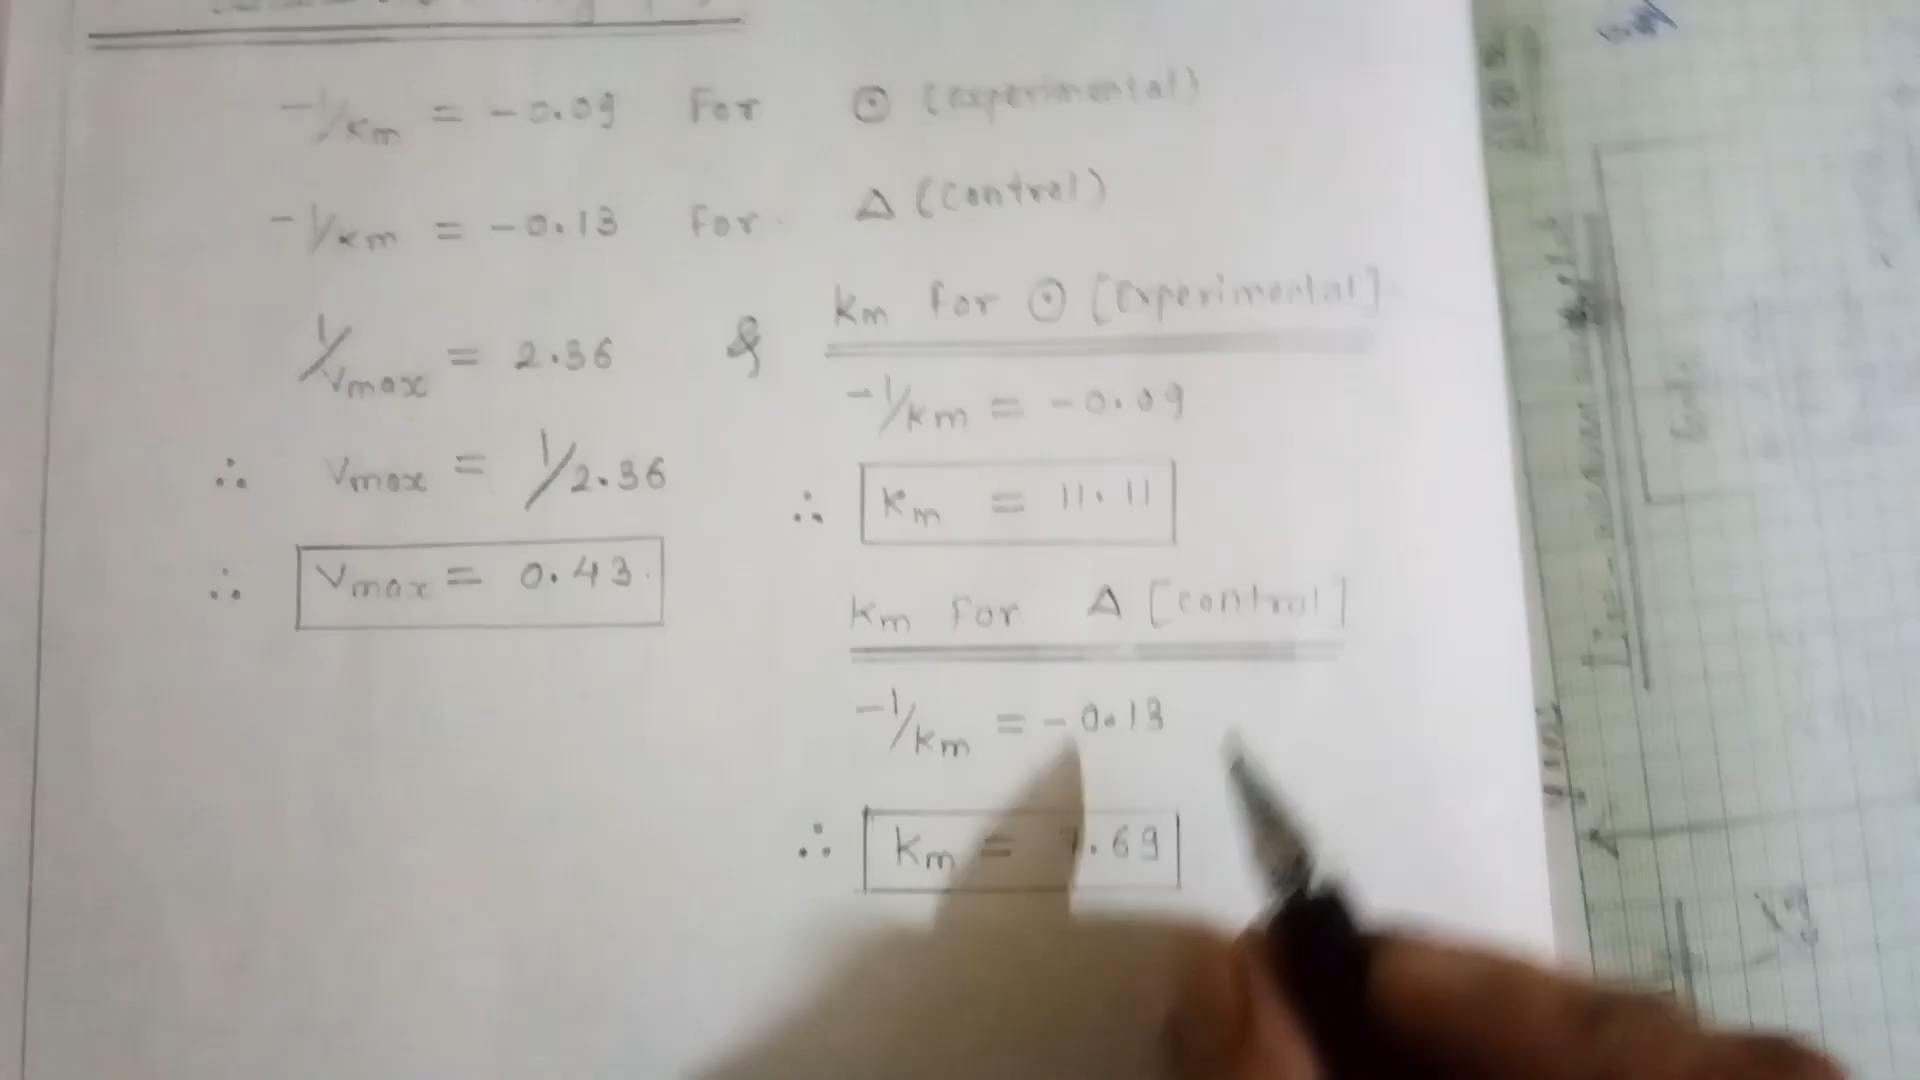 -1/Km = -0.09 For ⊙ (experimental)
-1/Km = -0.13 For Δ (control)
1/Vmax = 2.36 &
∴ Vmax = 1/2.36
∴ Vmax = 0.43
Km For ⊙ [Experimental]
-1/Km = -0.09
∴ Km = 11.11
Km For Δ [control]
-1/Km = -0.13
∴ Km = 7.69